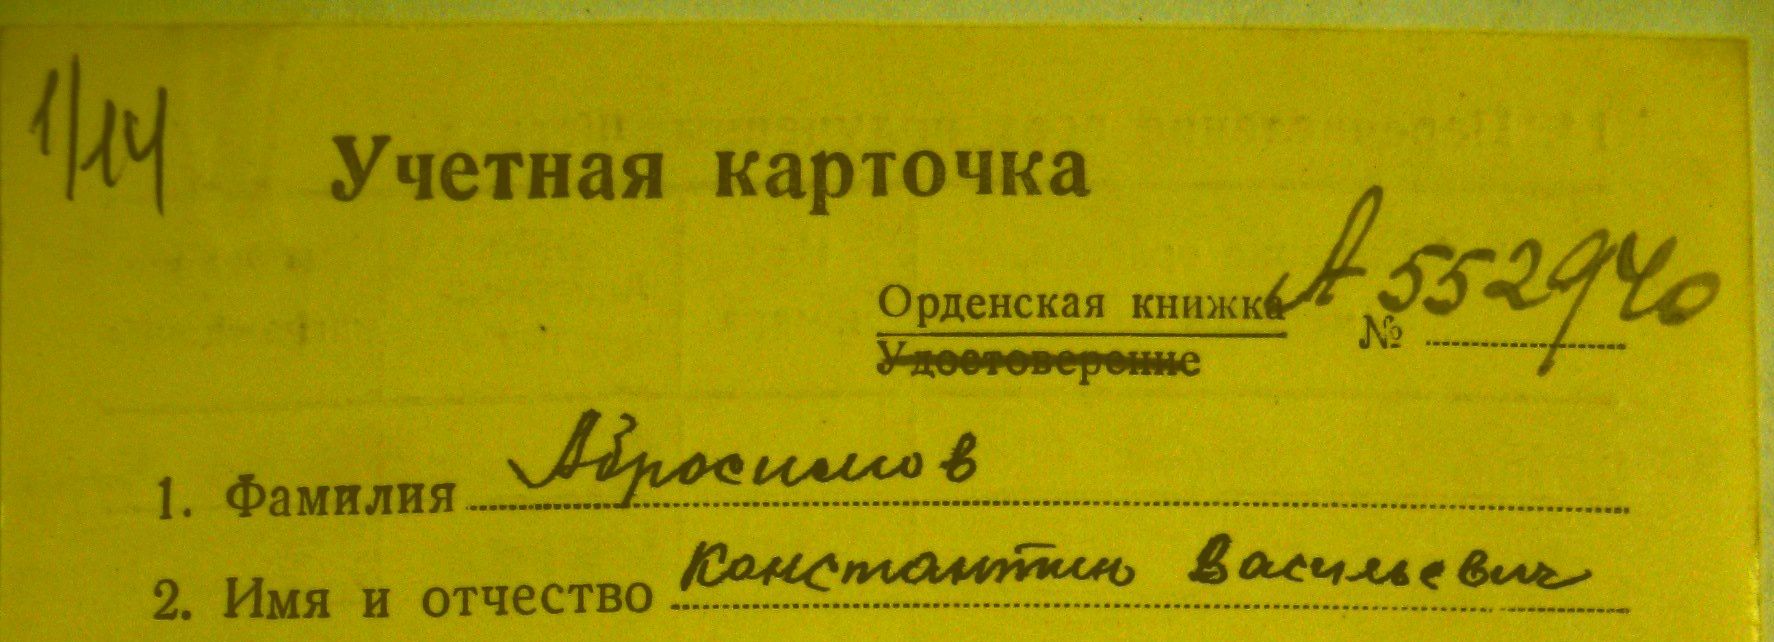 1/14
Учетная карточка
Орденская книжка А 552940
Удостоверение №
1. Фамилия Абросимов
2. Имя и отчество Константин Васильевич